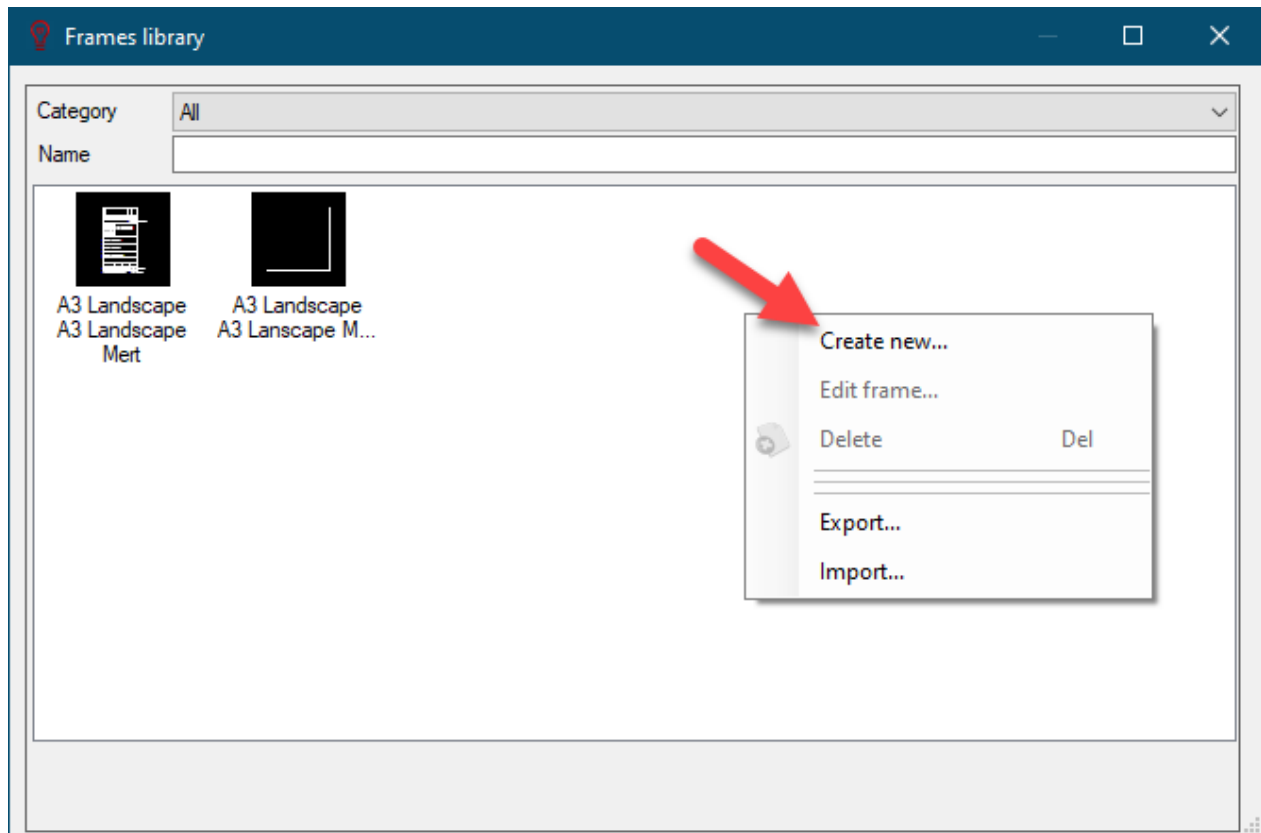 Frames library
Category All
Name
A3 Landscape
A3 Landscape
Mert
A3 Landscape
A3 Lanscape M...
Create new...
Edit frame...
Delete Del
Export...
Import...